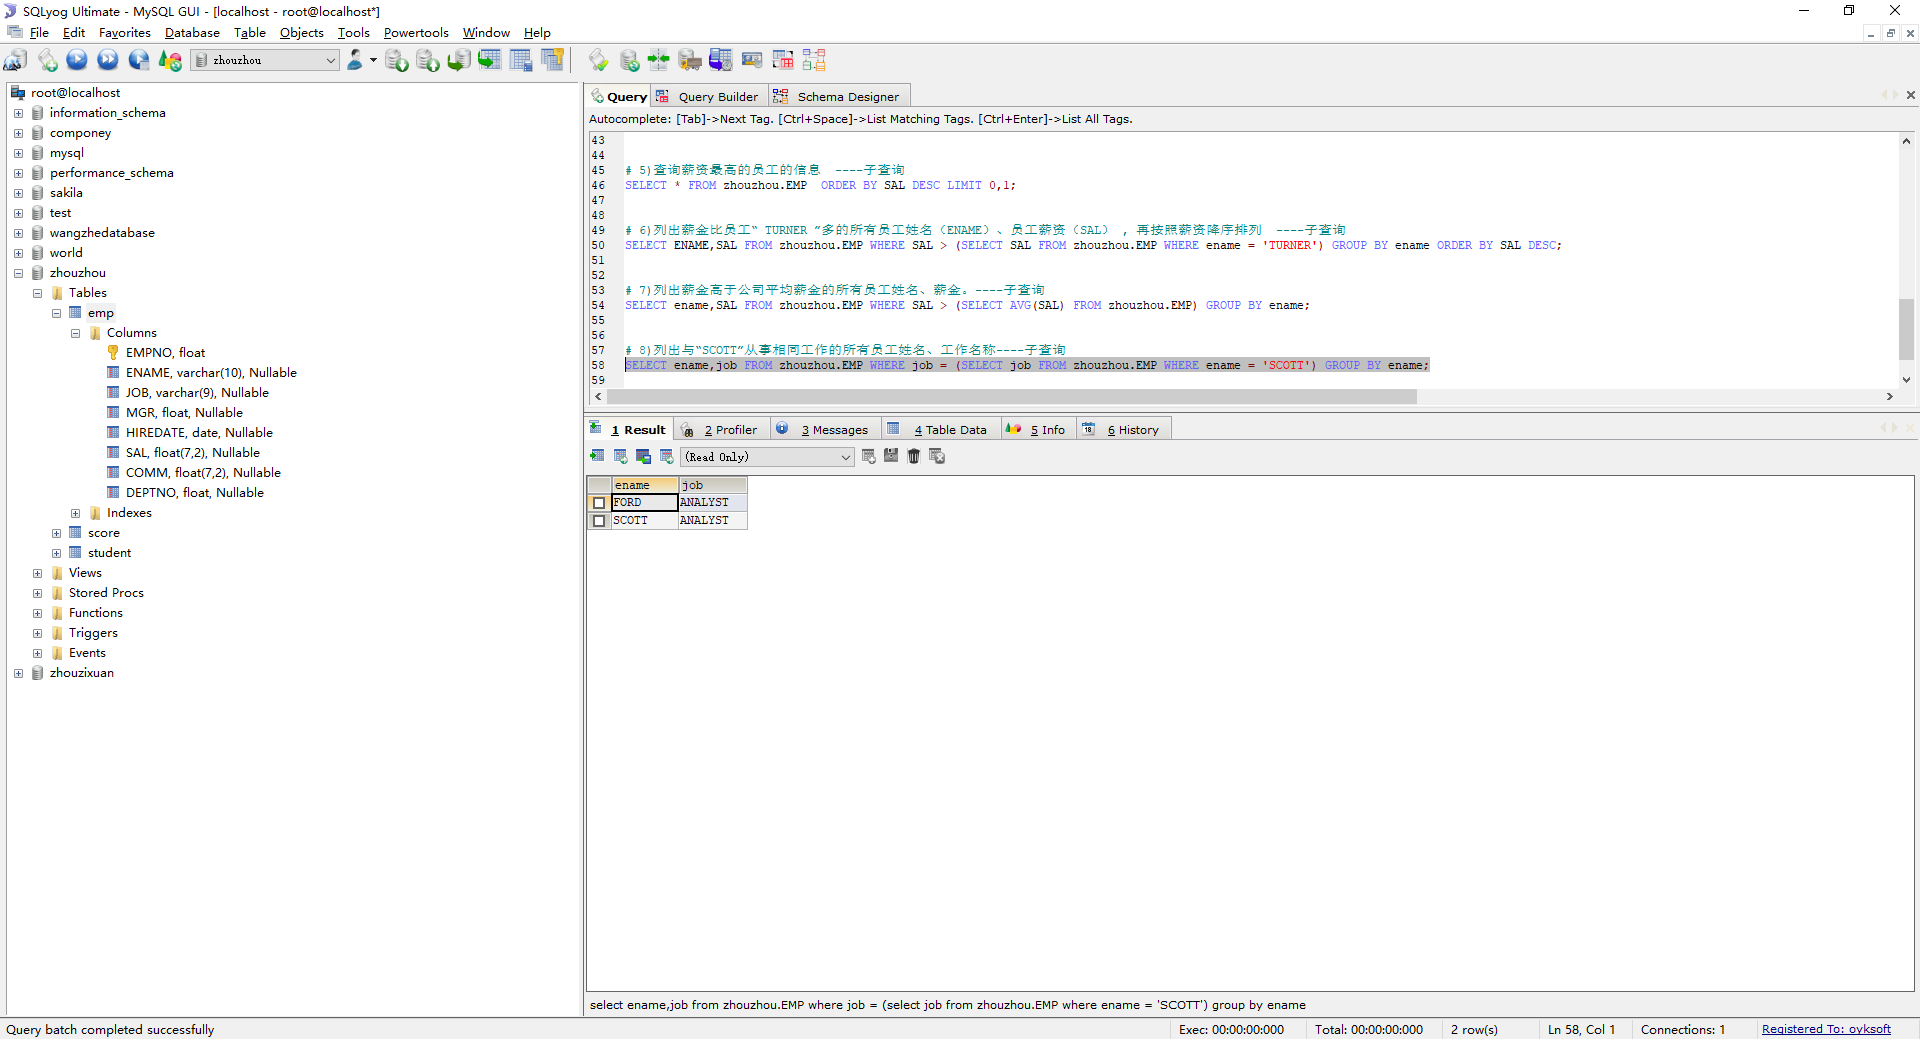 SQLyog Ultimate - MySQL GUI - [localhost - root@localhost*]
File Edit Favorites Database Table Objects Tools Powertools Window Help
zhouzhou
root@localhost
information_schema
componey
mysql
performance_schema
sakila
test
wangzhedatabase
world
zhouzhou
Tables
emp
Columns
EMPNO, float
ENAME, varchar(10), Nullable
JOB, varchar(9), Nullable
MGR, float, Nullable
HIREDATE, date, Nullable
SAL, float(7,2), Nullable
COMM, float(7,2), Nullable
DEPTNO, float, Nullable
Indexes
score
student
Views
Stored Procs
Functions
Triggers
Events
zhouzixuan
Query Query Builder Schema Designer
Autocomplete: [Tab]->Next Tag. [Ctrl+Space]->List Matching Tags. [Ctrl+Enter]->List All Tags.
43
44
45 # 5)查询薪资最高的员工的信息 ----子查询
46 SELECT * FROM zhouzhou.EMP ORDER BY SAL DESC LIMIT 0,1;
47
48
49 # 6)列出薪金比员工“ TURNER ”多的所有员工姓名（ENAME）、员工薪资（SAL） , 再按照薪资降序排列 ----子查询
50 SELECT ENAME,SAL FROM zhouzhou.EMP WHERE SAL > (SELECT SAL FROM zhouzhou.EMP WHERE ename = 'TURNER') GROUP BY ename ORDER BY SAL DESC;
51
52
53 # 7)列出薪金高于公司平均薪金的所有员工姓名、薪金。----子查询
54 SELECT ename,SAL FROM zhouzhou.EMP WHERE SAL > (SELECT AVG(SAL) FROM zhouzhou.EMP) GROUP BY ename;
55
56
57 # 8)列出与“SCOTT”从事相同工作的所有员工姓名、工作名称----子查询
58 SELECT ename,job FROM zhouzhou.EMP WHERE job = (SELECT job FROM zhouzhou.EMP WHERE ename = 'SCOTT') GROUP BY ename;
59
1 Result 2 Profiler 3 Messages 4 Table Data 5 Info 6 History
(Read Only)
ename job
FORD ANALYST
SCOTT ANALYST
select ename,job from zhouzhou.EMP where job = (select job from zhouzhou.EMP where ename = 'SCOTT') group by ename
Query batch completed successfully Exec: 00:00:00:000 Total: 00:00:00:000 2 row(s) Ln 58, Col 1 Connections: 1 Registered To: ovksoft